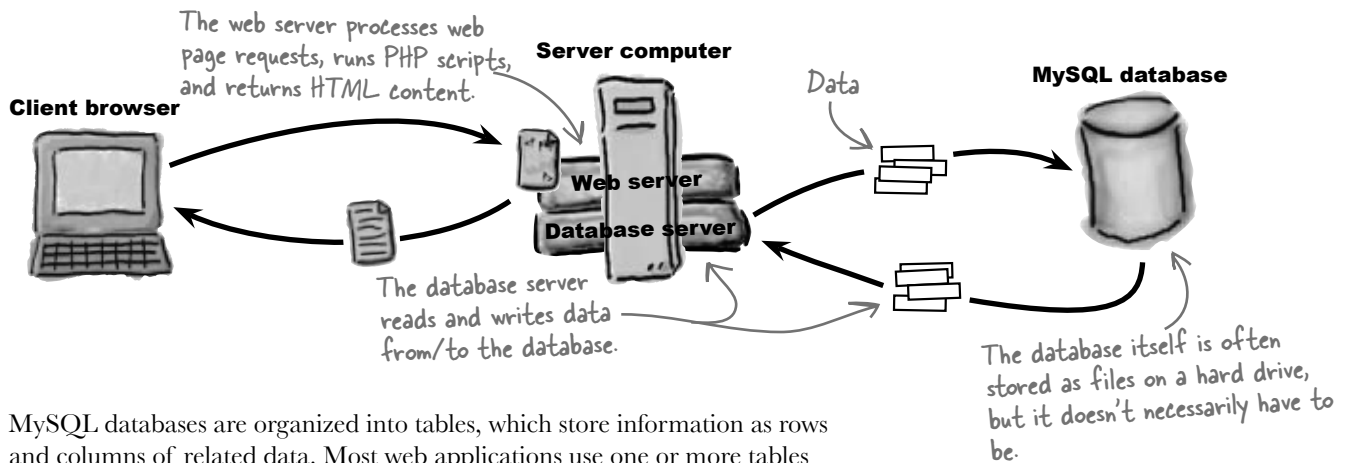 The web server processes web
page requests, runs PHP scripts,
and returns HTML content.
Server computer
Data
MySQL database
Client browser
Web server
Database server
The database server
reads and writes data
from/to the database.
The database itself is often
stored as files on a hard drive,
but it doesn't necessarily have to
be.
MySQL databases are organized into tables, which store information as rows
and columns of related data. Most web applications use one or more tables